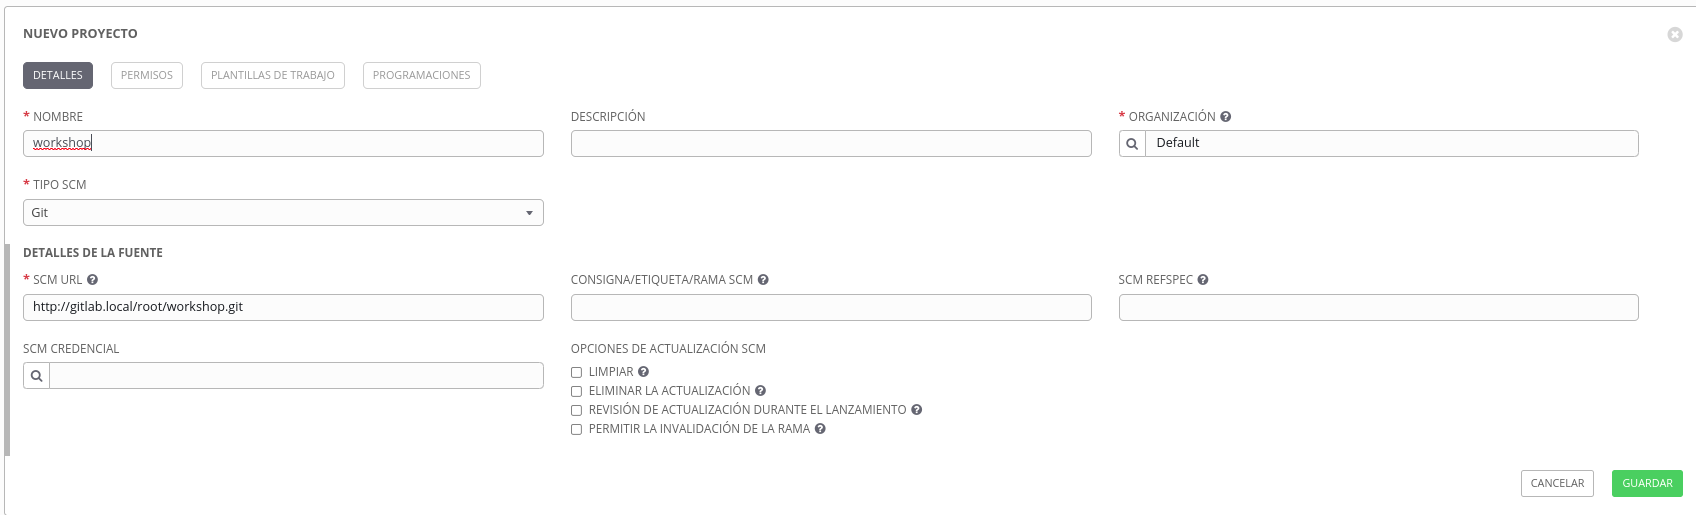 NUEVO PROYECTO
DETALLES PERMISOS PLANTILLAS DE TRABAJO PROGRAMACIONES
* NOMBRE DESCRIPCIÓN * ORGANIZACIÓN ?
workshop Default
* TIPO SCM
Git
DETALLES DE LA FUENTE
* SCM URL ? CONSIGNA/ETIQUETA/RAMA SCM ? SCM REFSPEC ?
http://gitlab.local/root/workshop.git
SCM CREDENCIAL OPCIONES DE ACTUALIZACIÓN SCM
LIMPIAR ?
ELIMINAR LA ACTUALIZACIÓN ?
REVISIÓN DE ACTUALIZACIÓN DURANTE EL LANZAMIENTO ?
PERMITIR LA INVALIDACIÓN DE LA RAMA ?
CANCELAR GUARDAR